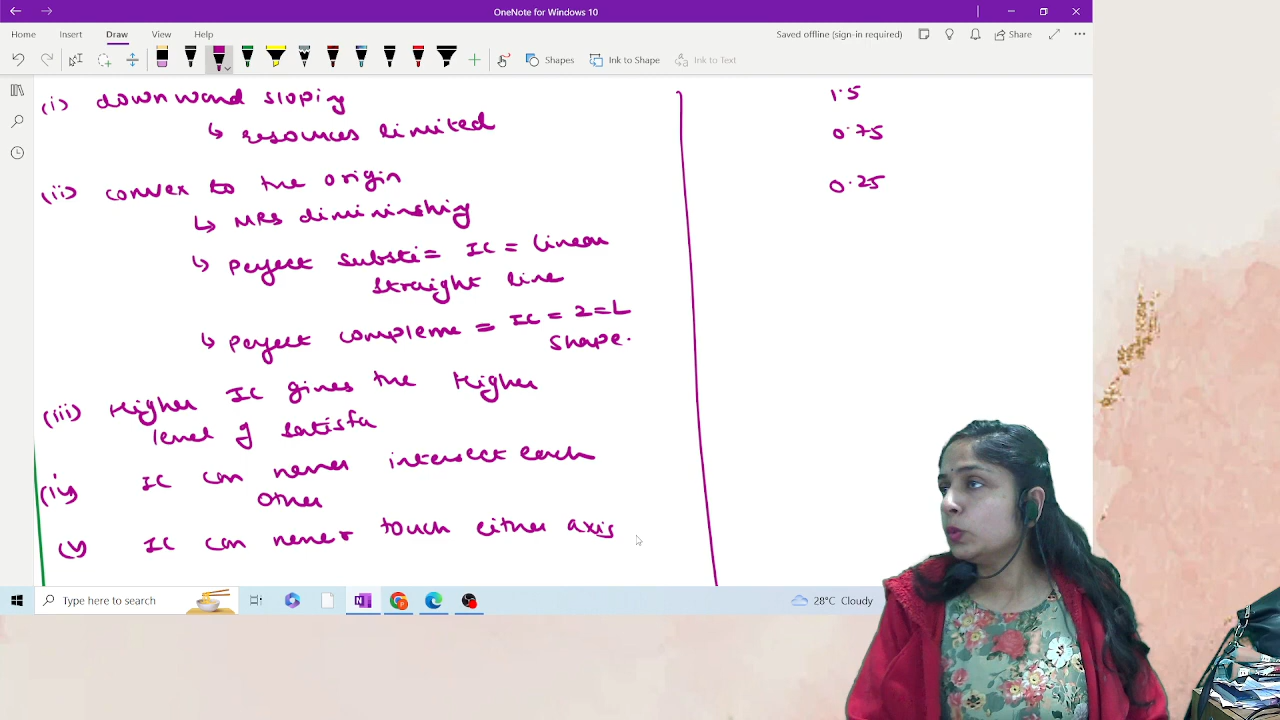 OneNote for Windows 10
Home Insert Draw View Help
Saved offline (sign-in required)
Share
Shapes
Ink to Shape
Ink to Text
(i) downward sloping
↳ resources limited
(ii) convex to the origin
↳ MRS diminishing
↳ Perfect substi = IC = linear
straight line
↳ Perfect compleme = IC = 2 = L
shape.
(iii) Higher IC gives the Higher
level of satisfa
(iv) IC can never intersect each
other
(v) IC can never touch either axis
1.5
0.75
0.25
Type here to search
28°C Cloudy